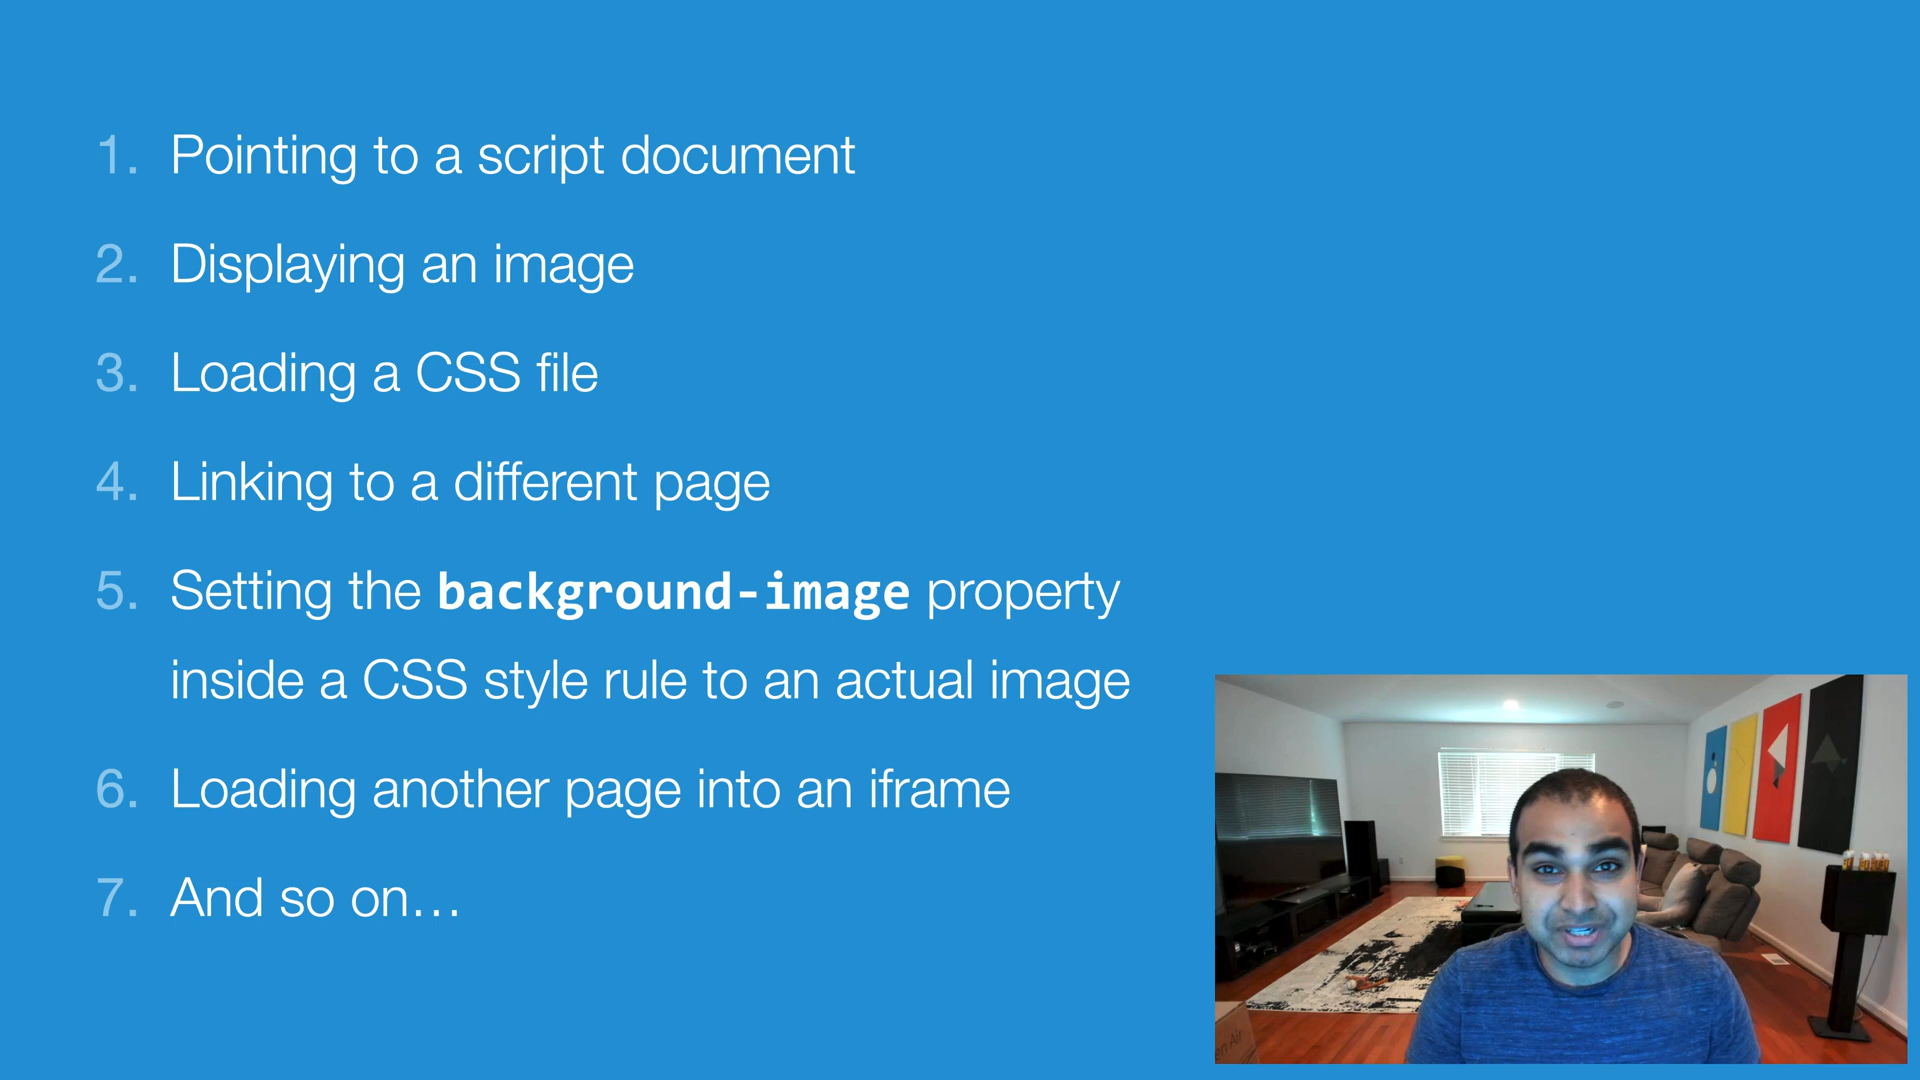 1. Pointing to a script document
2. Displaying an image
3. Loading a CSS file
4. Linking to a different page
5. Setting the background-image property
inside a CSS style rule to an actual image
6. Loading another page into an iframe
7. And so on…